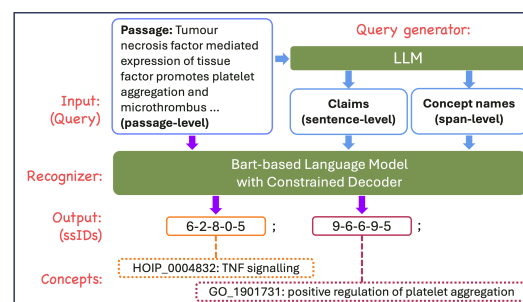 Passage: Tumour
necrosis factor mediated
expression of tissue
factor promotes platelet
aggregation and
microthrombus ...
(passage-level)
Query generator:
LLM
Input:
(Query)
Claims
(sentence-level)
Concept names
(span-level)
Recognizer:
Bart-based Language Model
with Constrained Decoder
Output:
(ssIDs)
6-2-8-0-5 ;
9-6-6-9-5 ;
Concepts:
HOIP_0004832: TNF signalling
GO_1901731: positive regulation of platelet aggregation